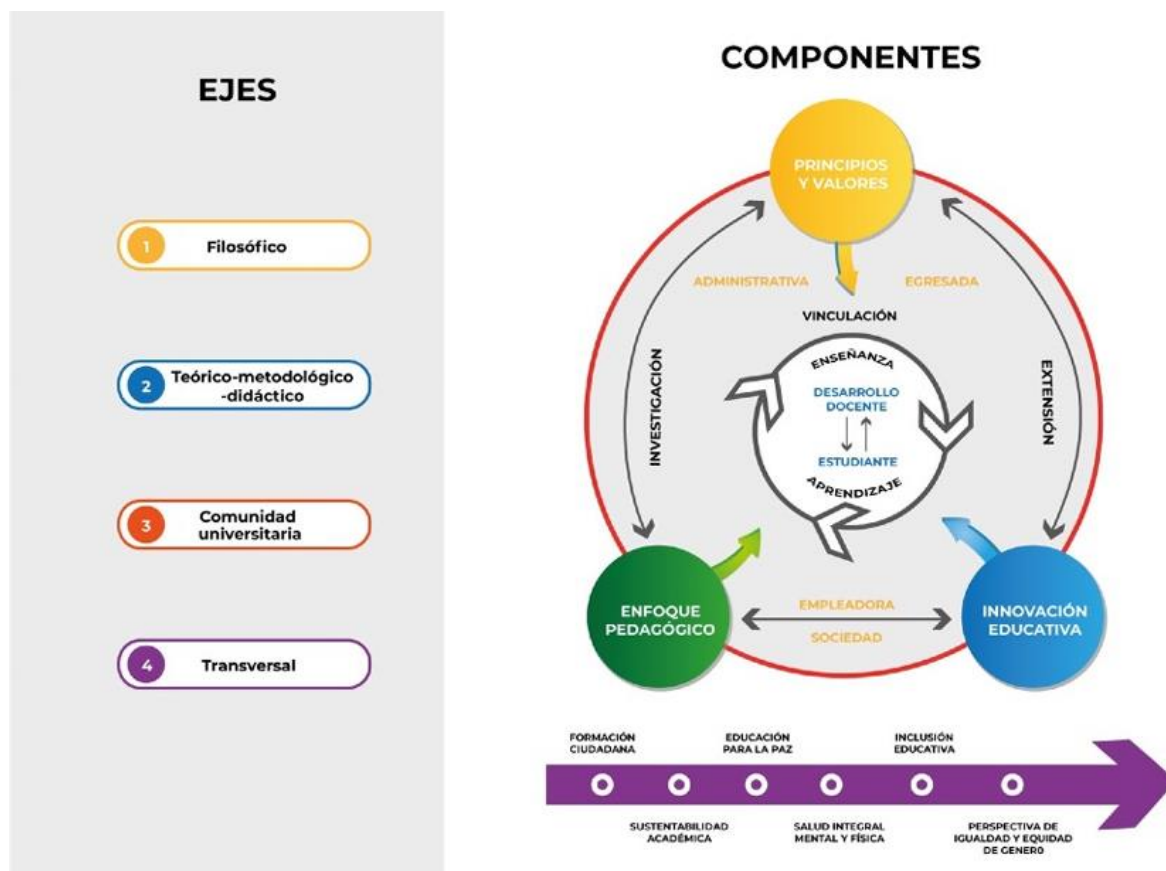 EJES
1
Filosófico
2
Teórico-metodológico
-didáctico
3
Comunidad
universitaria
4
Transversal
COMPONENTES
PRINCIPIOS
Y VALORES
ADMINISTRATIVA
EGRESADA
VINCULACIÓN
INVESTIGACIÓN
ENSEÑANZA
DESARROLLO
DOCENTE
ESTUDIANTE
APRENDIZAJE
EXTENSIÓN
ENFOQUE
PEDAGÓGICO
EMPLEADORA
SOCIEDAD
INNOVACIÓN
EDUCATIVA
FORMACIÓN
CIUDADANA
EDUCACIÓN
PARA LA PAZ
INCLUSIÓN
EDUCATIVA
SUSTENTABILIDAD
ACADÉMICA
SALUD INTEGRAL
MENTAL Y FÍSICA
PERSPECTIVA DE
IGUALDAD Y EQUIDAD
DE GENERO